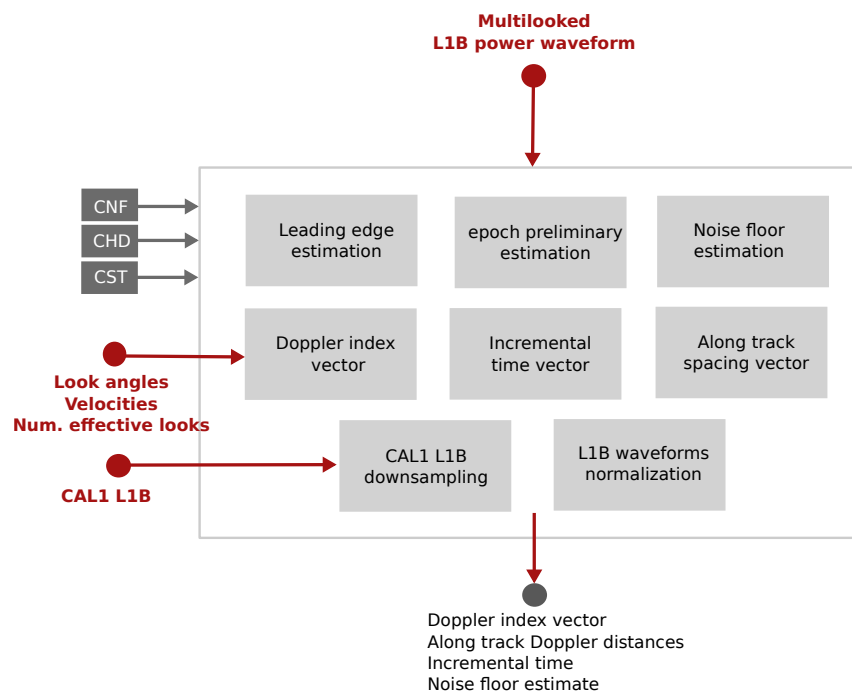 Multilooked
L1B power waveform
CNF
CHD
CST
Leading edge
estimation
epoch preliminary
estimation
Noise floor
estimation
Doppler index
vector
Incremental
time vector
Along track
spacing vector
Look angles
Velocities
Num. effective looks
CAL1 L1B
downsampling
L1B waveforms
normalization
CAL1 L1B
Doppler index vector
Along track Doppler distances
Incremental time
Noise floor estimate